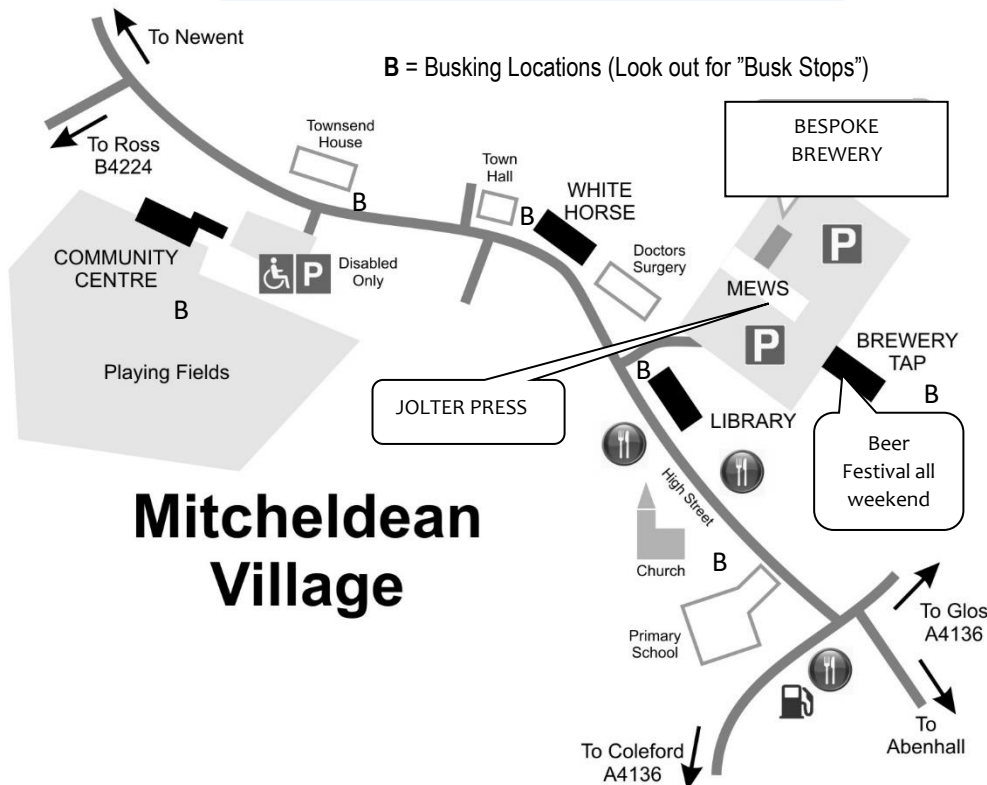 To Newent
B = Busking Locations (Look out for ”Busk Stops”)
To Ross
B4224
Townsend
House
B
Town
Hall
B
WHITE
HORSE
BESPOKE
BREWERY
Doctors
Surgery
P
MEWS
P
COMMUNITY
CENTRE
P
Disabled
Only
B
Playing Fields
JOLTER PRESS
B
LIBRARY
BREWERY
TAP
B
Beer
Festival all
weekend
High Street
Mitcheldean
Village
Church
B
Primary
School
To Glos
A4136
To
Abenhall
To Coleford
A4136